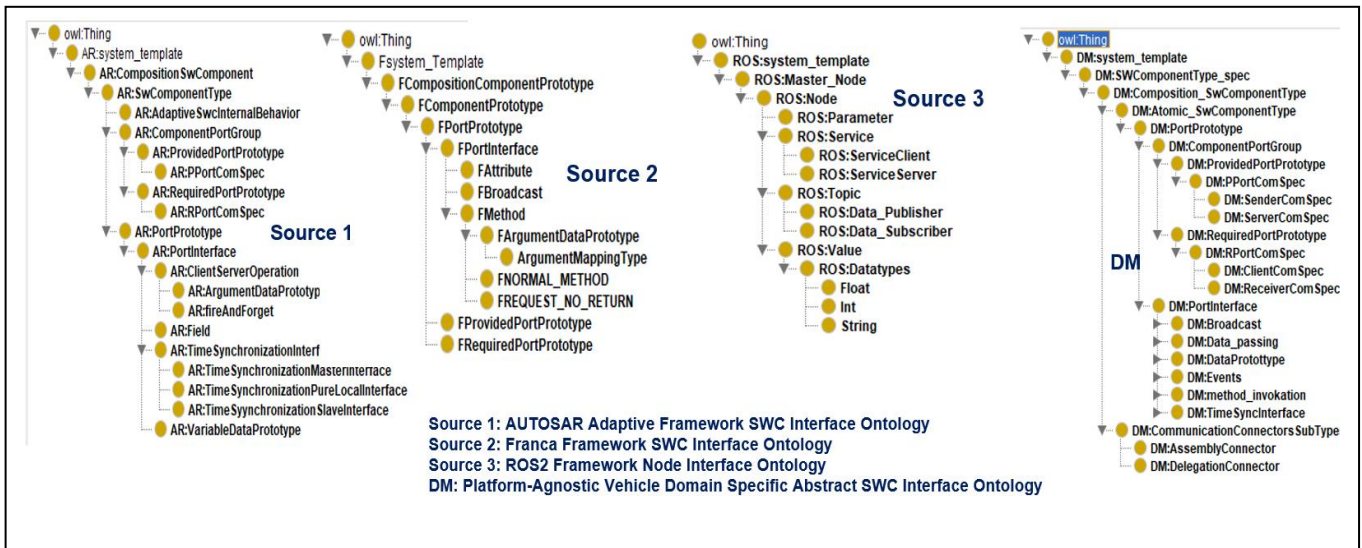 owl:Thing
AR:system_template
AR:CompositionSwComponent
AR:SwComponentType
AR:AdaptiveSwcInternalBehavior
AR:ComponentPortGroup
AR:ProvidedPortPrototype
AR:PPortComSpec
AR:RequiredPortPrototype
AR:RPortComSpec
AR:PortPrototype
AR:PortInterface
AR:ClientServerOperation
AR:ArgumentDataPrototyp
AR:fireAndForget
AR:Field
AR:TimeSynchronizationInterf
AR:TimeSynchronizationMasterInterface
AR:TimeSynchronizationPureLocalInterface
AR:TimeSyynchronizationSlaveInterface
AR:VariableDataPrototype
Source 1
owl:Thing
Fsystem_Template
FCompositionComponentPrototype
FComponentPrototype
FPortPrototype
FPortInterface
FAttribute
FBroadcast
FMethod
FArgumentDataPrototype
ArgumentMappingType
FNORMAL_METHOD
FREQUEST_NO_RETURN
FProvidedPortPrototype
FRequiredPortPrototype
Source 2
owl:Thing
ROS:system_template
ROS:Master_Node
ROS:Node
ROS:Parameter
ROS:Service
ROS:ServiceClient
ROS:ServiceServer
ROS:Topic
ROS:Data_Publisher
ROS:Data_Subscriber
ROS:Value
ROS:Datatypes
Float
Int
String
Source 3
owl:Thing
DM:system_template
DM:SWComponentType_spec
DM:Composition_SwComponentType
DM:Atomic_SwComponentType
DM:PortPrototype
DM:ComponentPortGroup
DM:ProvidedPortPrototype
DM:PPortComSpec
DM:SenderComSpec
DM:ServerComSpec
DM:RequiredPortPrototype
DM:RPortComSpec
DM:ClientComSpec
DM:ReceiverComSpec
DM:PortInterface
DM:Broadcast
DM:Data_passing
DM:DataProtottype
DM:Events
DM:method_invokation
DM:TimeSyncInterface
DM:CommunicationConnectorsSubType
DM:AssemblyConnector
DM:DelegationConnector
DM
Source 1: AUTOSAR Adaptive Framework SWC Interface Ontology
Source 2: Franca Framework SWC Interface Ontology
Source 3: ROS2 Framework Node Interface Ontology
DM: Platform-Agnostic Vehicle Domain Specific Abstract SWC Interface Ontology